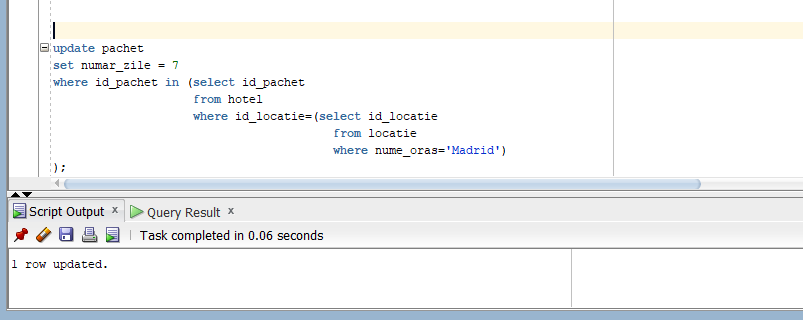 update pachet
set numar_zile = 7
where id_pachet in (select id_pachet
from hotel
where id_locatie=(select id_locatie
from locatie
where nume_oras='Madrid')
);
Script Output x Query Result x
Task completed in 0.06 seconds
1 row updated.